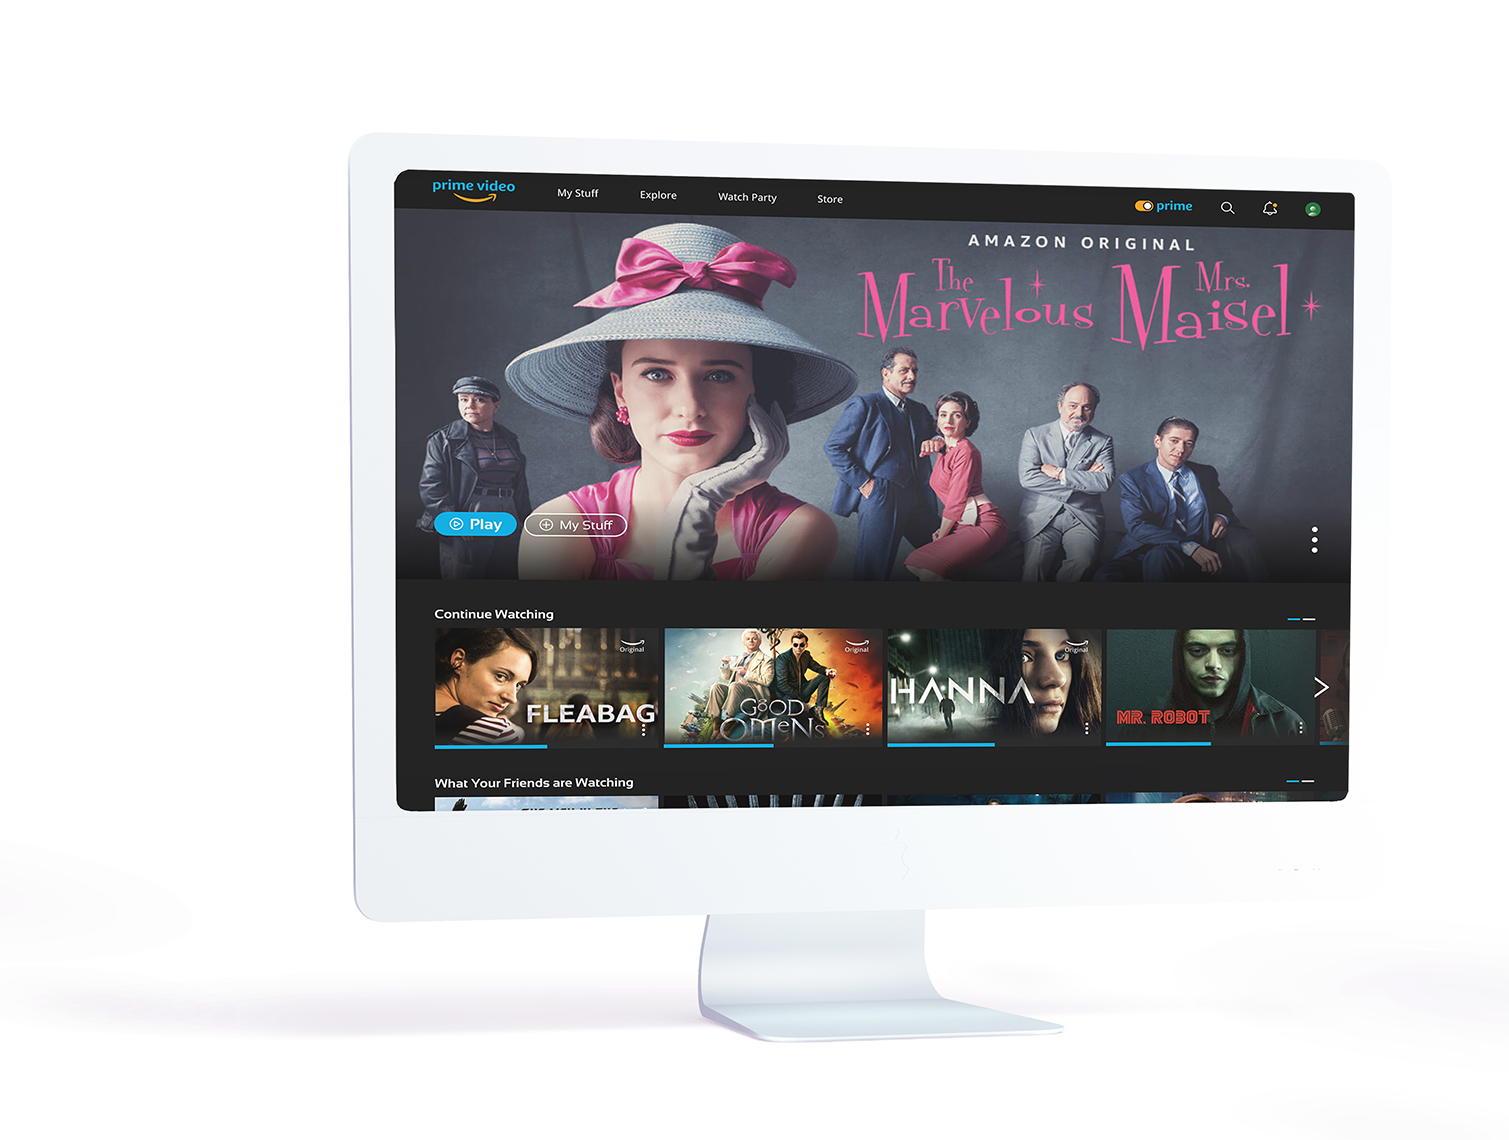 prime video
My Stuff
Explore
Watch Party
Store
prime
AMAZON ORIGINAL
The Marvelous Mrs. Maisel
Play
My Stuff
Continue Watching
Original
FLEABAG
Original
GOOD OMENS
Original
HANNA
MR. ROBOT
What Your Friends are Watching